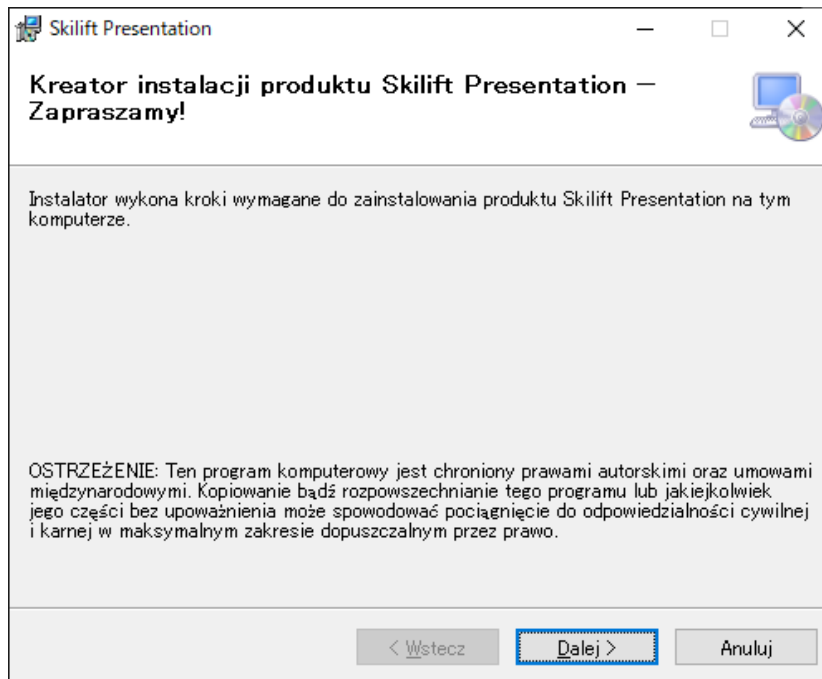 Skilift Presentation
Kreator instalacji produktu Skilift Presentation —
Zapraszamy!
Instalator wykona kroki wymagane do zainstalowania produktu Skilift Presentation na tym
komputerze.
OSTRZEŻENIE: Ten program komputerowy jest chroniony prawami autorskimi oraz umowami
międzynarodowymi. Kopiowanie bądź rozpowszechnianie tego programu lub jakiejkolwiek
jego części bez upoważnienia może spowodować pociągnięcie do odpowiedzialności cywilnej
i karnej w maksymalnym zakresie dopuszczalnym przez prawo.
< Wstecz
Dalej >
Anuluj